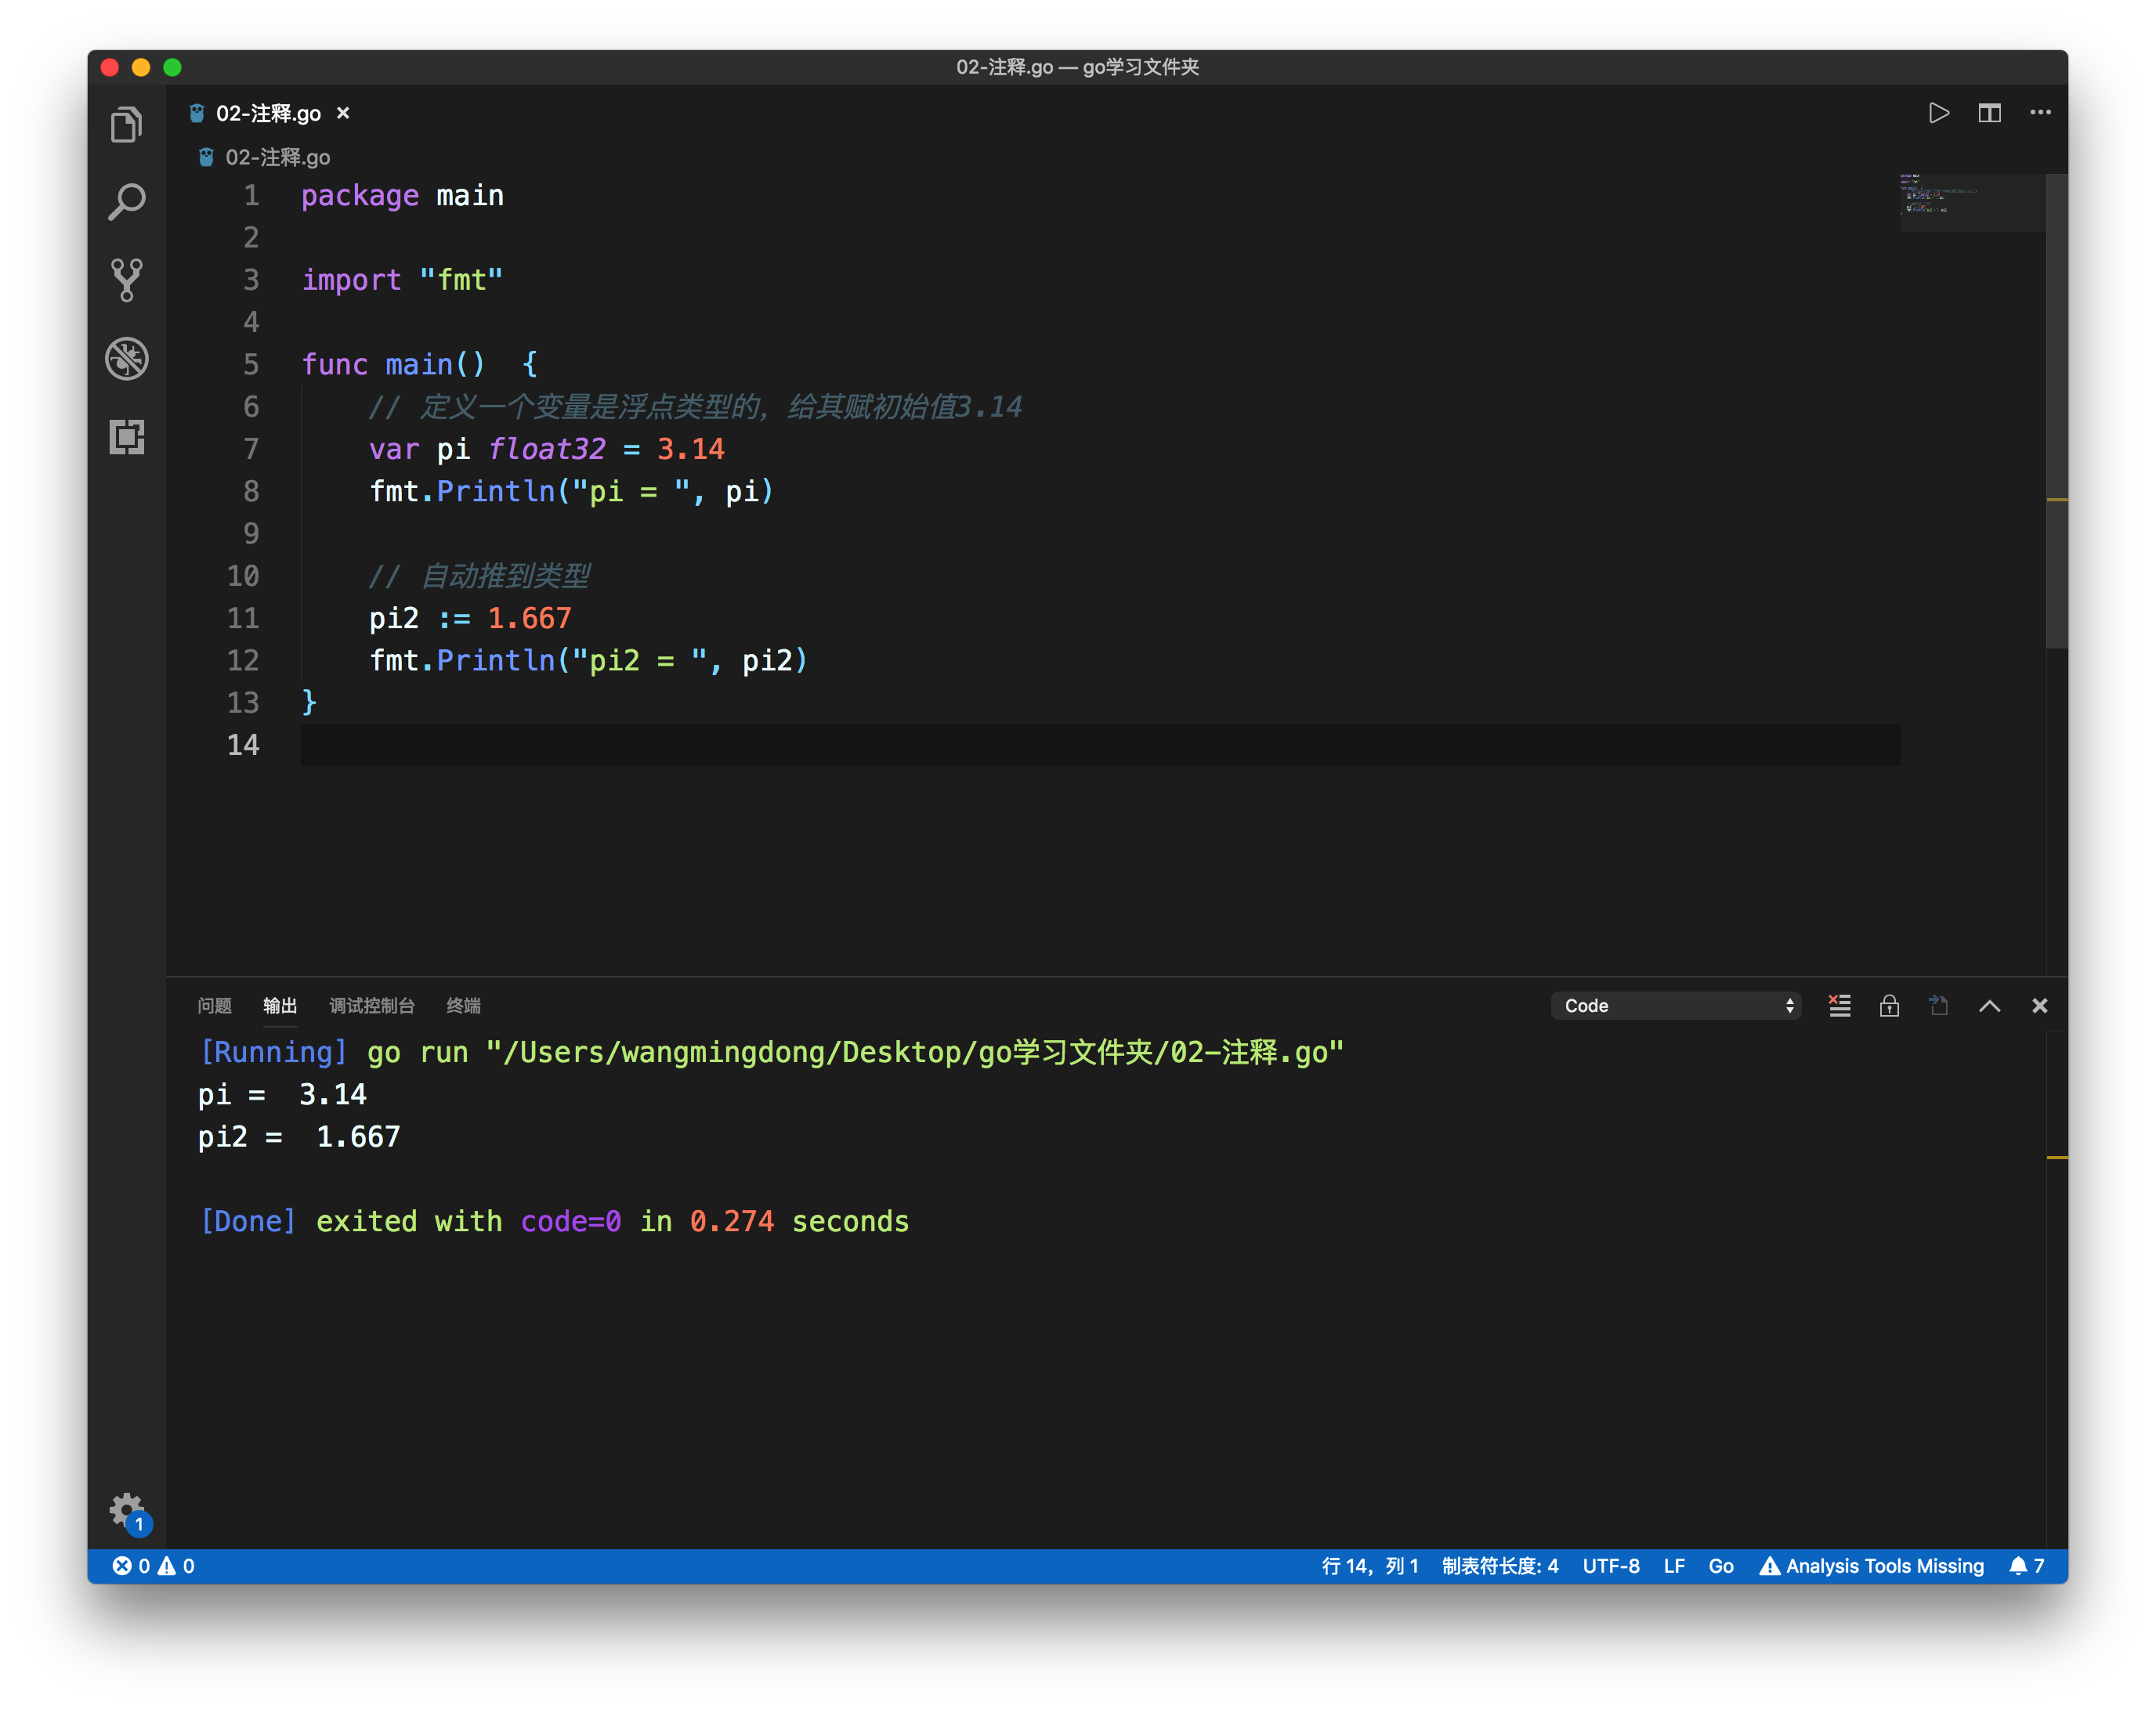 02-注释.go — go学习文件夹
02-注释.go
02-注释.go
1 package main
2
3 import "fmt"
4
5 func main()  {
6 // 定义一个变量是浮点类型的，给其赋初始值3.14
7 var pi float32 = 3.14
8 fmt.Println("pi = ", pi)
9
10 // 自动推到类型
11 pi2 := 1.667
12 fmt.Println("pi2 = ", pi2)
13 }
14
问题 输出 调试控制台 终端 Code
[Running] go run "/Users/wangmingdong/Desktop/go学习文件夹/02-注释.go"
pi =  3.14
pi2 =  1.667
[Done] exited with code=0 in 0.274 seconds
1
0 0 行 14，列 1 制表符长度: 4 UTF-8 LF Go Analysis Tools Missing 7